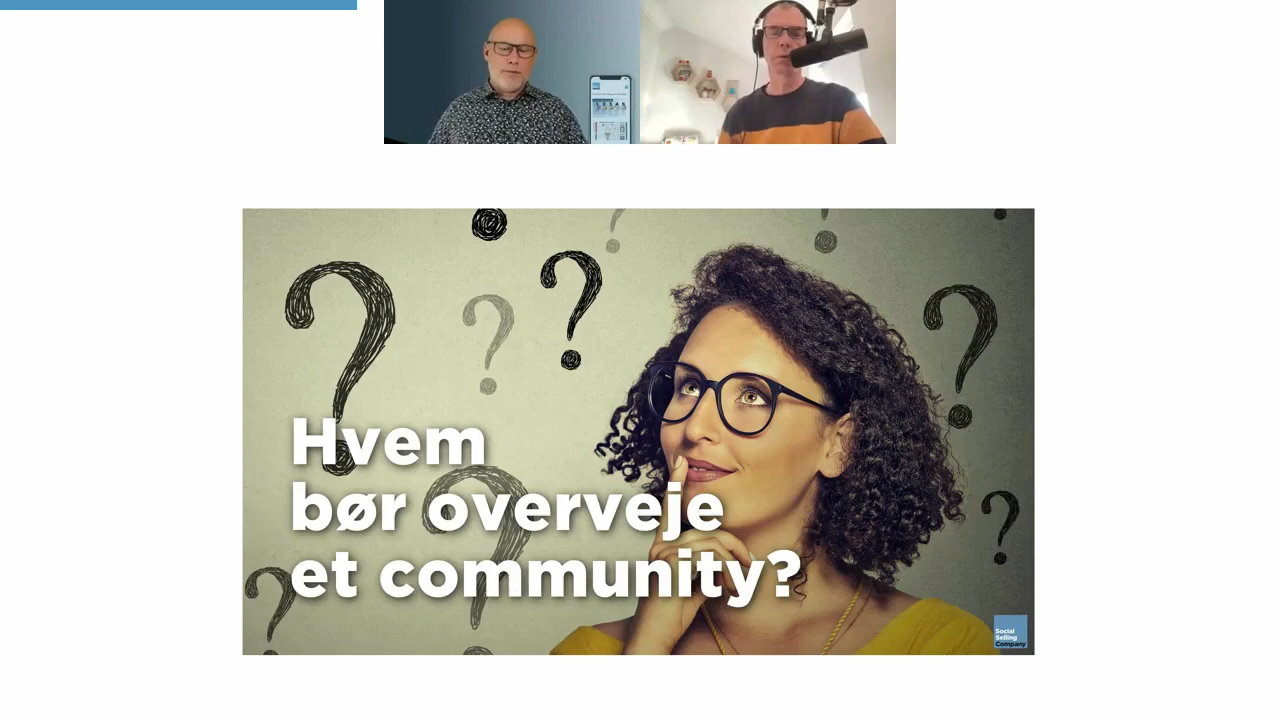 Hvem
bør overveje
et community?
Social
Selling
Company